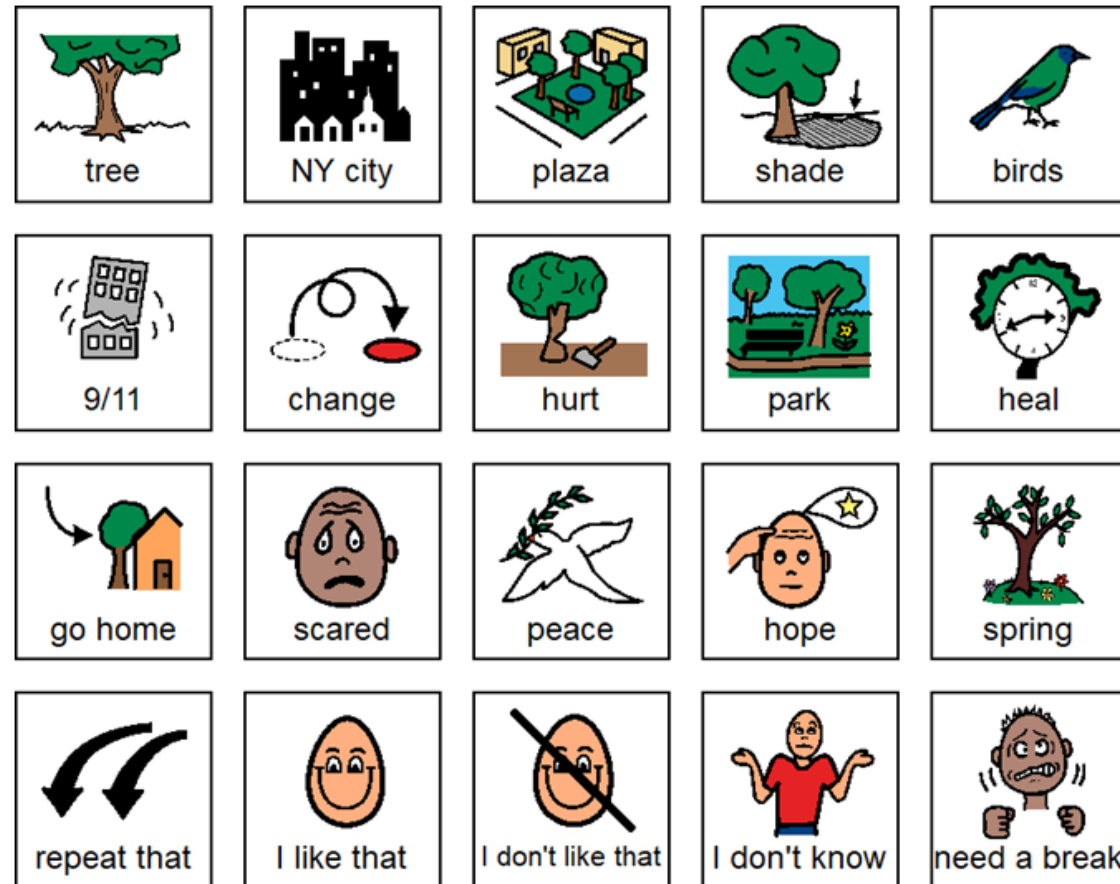 tree
NY city
plaza
shade
birds
9/11
change
hurt
park
heal
go home
scared
peace
hope
spring
repeat that
I like that
I don't like that
I don't know
need a break